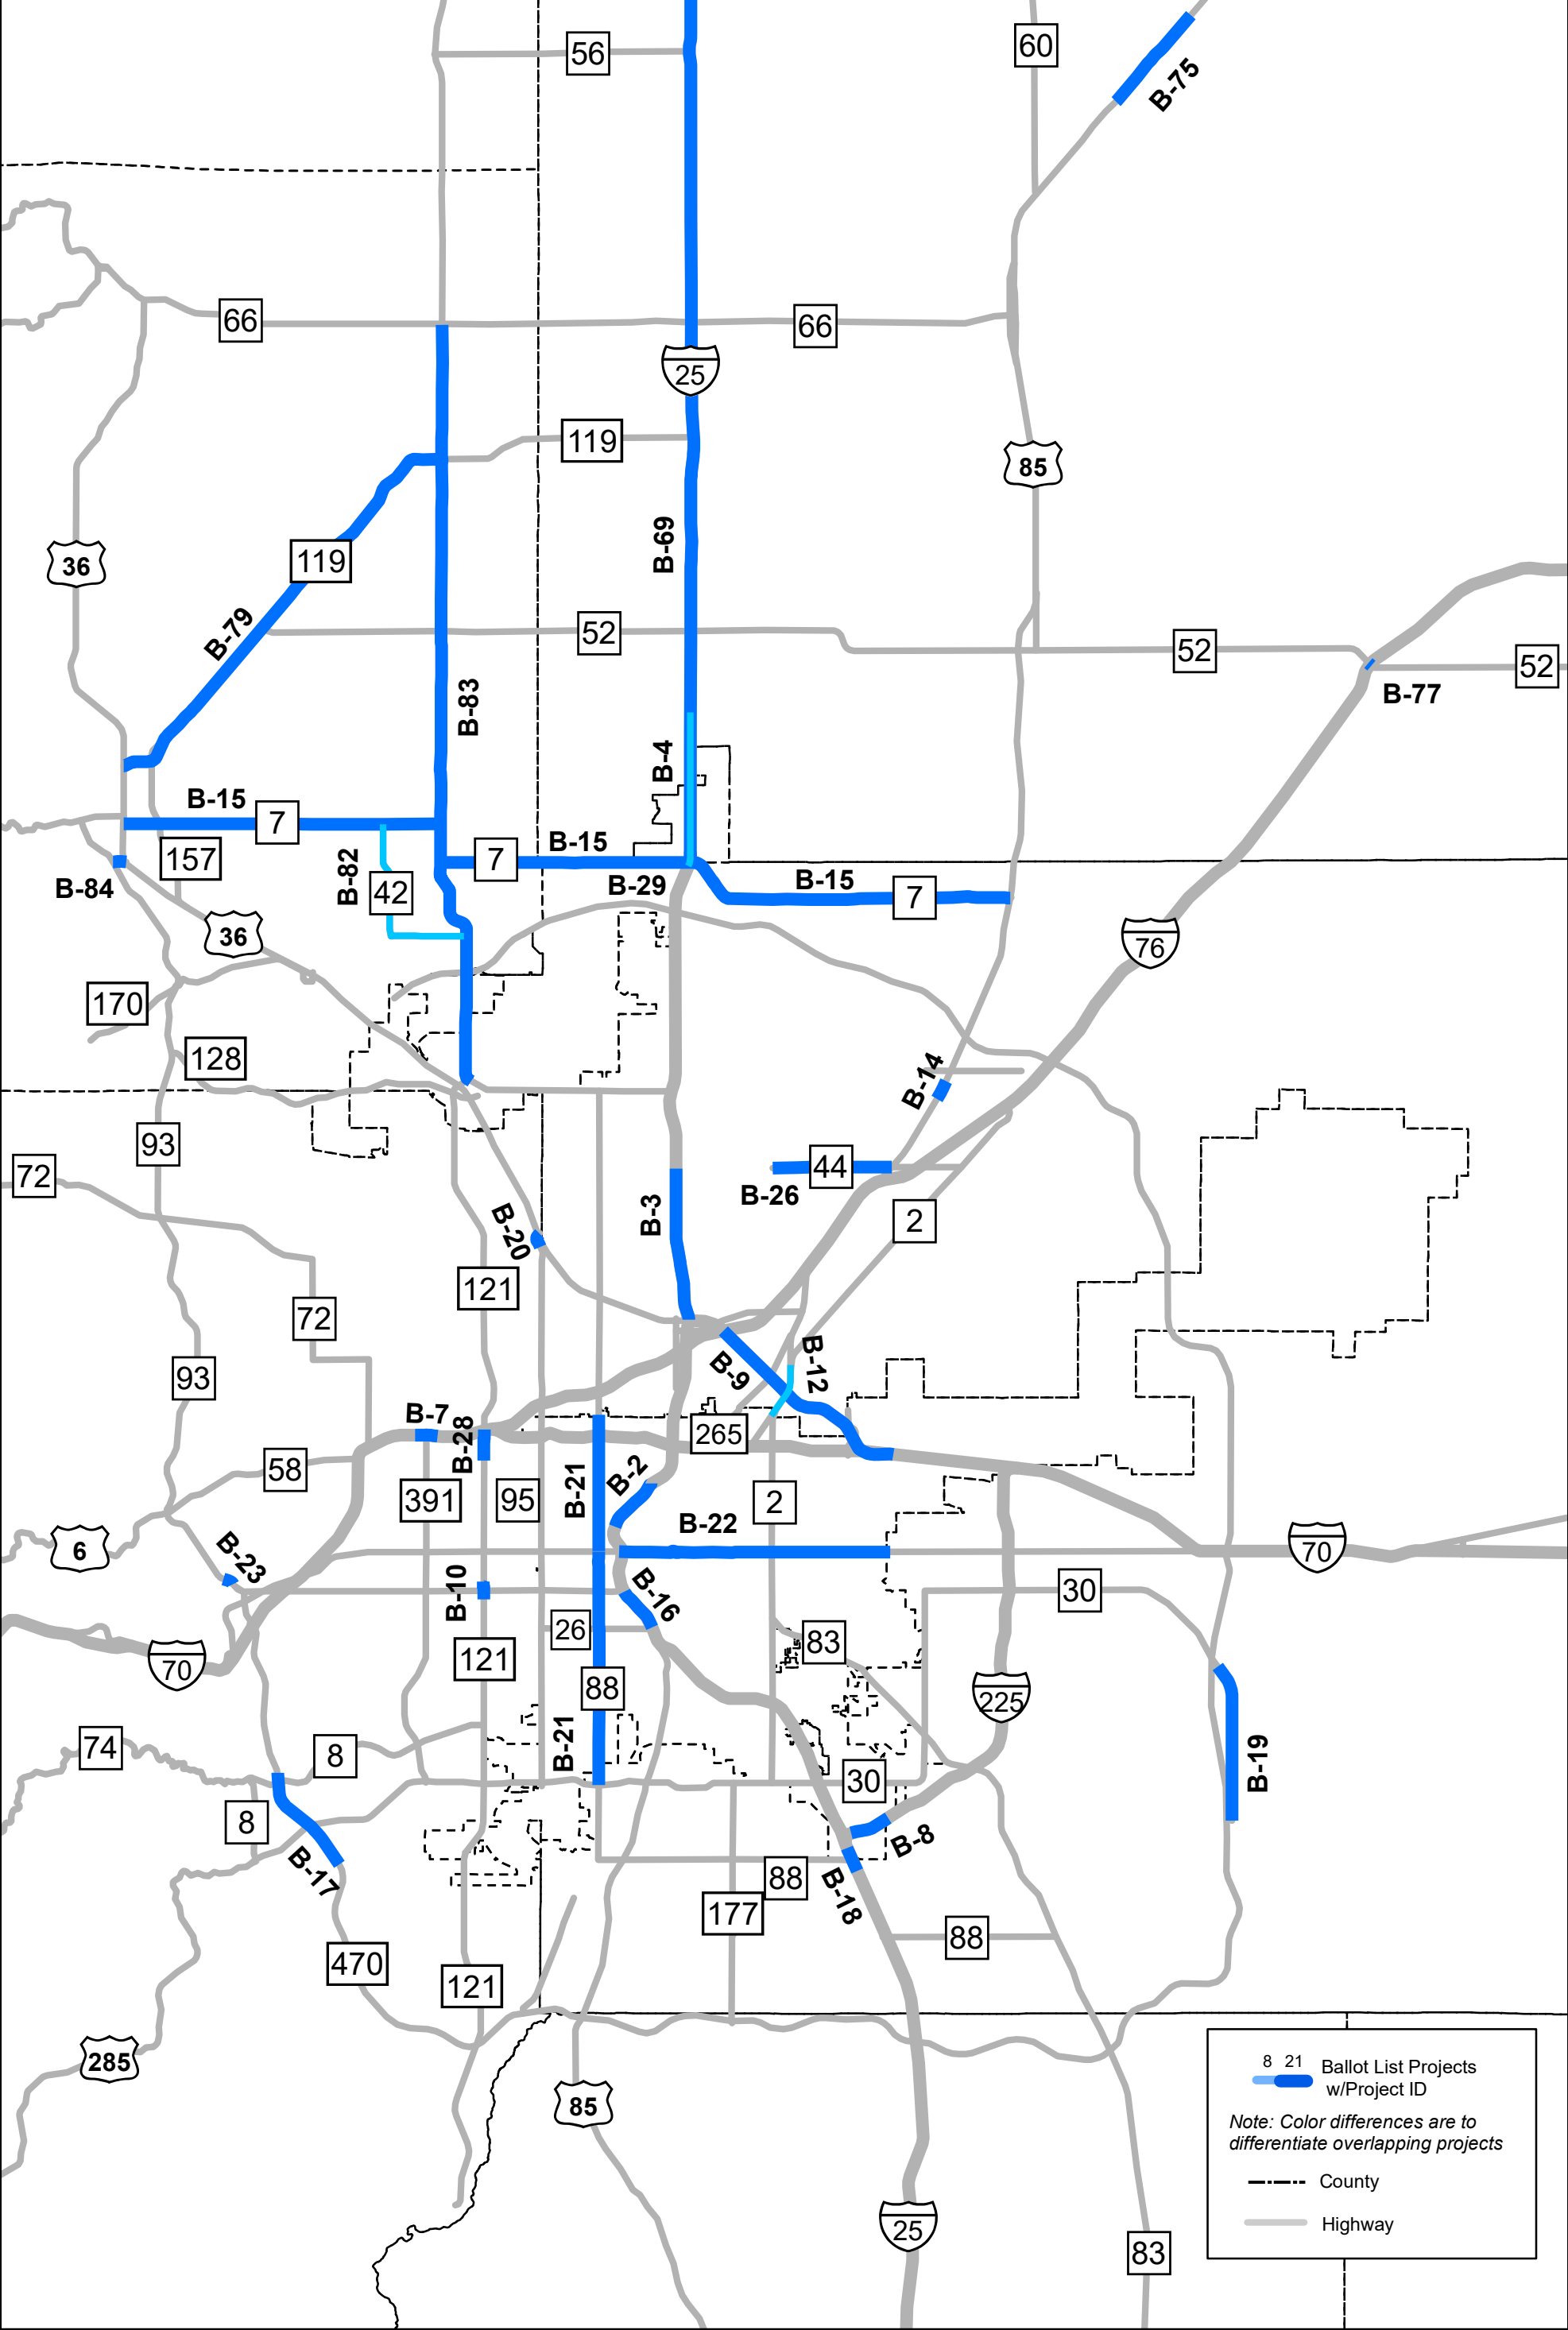 56
60
B-75
66
66
25
119
85
119
36
B-69
B-79
52
52
52
B-77
B-83
B-4
B-15
7
157
B-82
7
B-15
B-84
42
B-29
B-15
7
36
76
170
128
B-14
93
72
44
B-26
2
B-3
B-20
121
72
93
B-9
B-12
B-7
B-28
265
58
391
95
B-21
B-2
2
B-22
6
70
B-23
B-10
B-16
30
26
83
70
121
88
225
74
8
B-21
30
B-19
8
B-8
B-17
88
B-18
177
88
470
121
285
85
25
83
8 21
Ballot List Projects
w/Project ID
Note: Color differences are to
differentiate overlapping projects
County
Highway